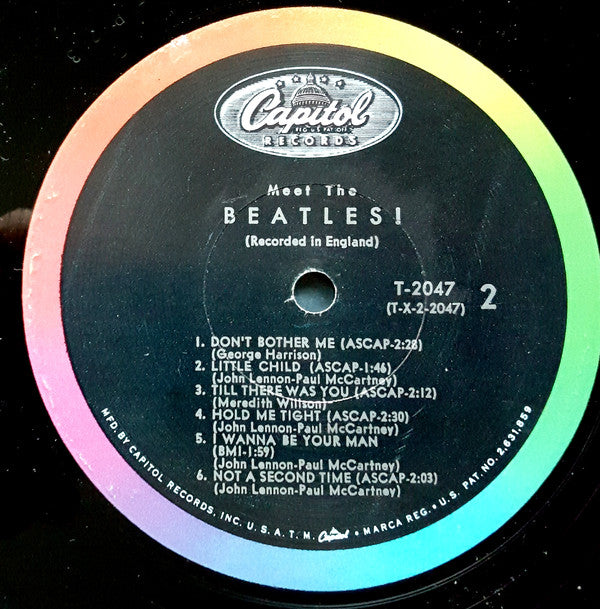 Capitol
REG. U.S. PAT. OFF.
RECORDS
Meet The
BEATLES!
(Recorded in England)
T-2047
(T-X-2-2047)
2
1. DON'T BOTHER ME (ASCAP-2:28)
(George Harrison)
2. LITTLE CHILD (ASCAP-1:46)
(John Lennon-Paul McCartney)
3. TILL THERE WAS YOU (ASCAP-2:12)
(Meredith Willson)
4. HOLD ME TIGHT (ASCAP-2:30)
(John Lennon-Paul McCartney)
5. I WANNA BE YOUR MAN
(BMI-1:59)
(John Lennon-Paul McCartney)
6. NOT A SECOND TIME (ASCAP-2:03)
(John Lennon-Paul McCartney)
MFD. BY CAPITOL RECORDS, INC. U. S. A. T. M. Capitol • MARCA REG. • U. S. PAT. NO. 2,631,859